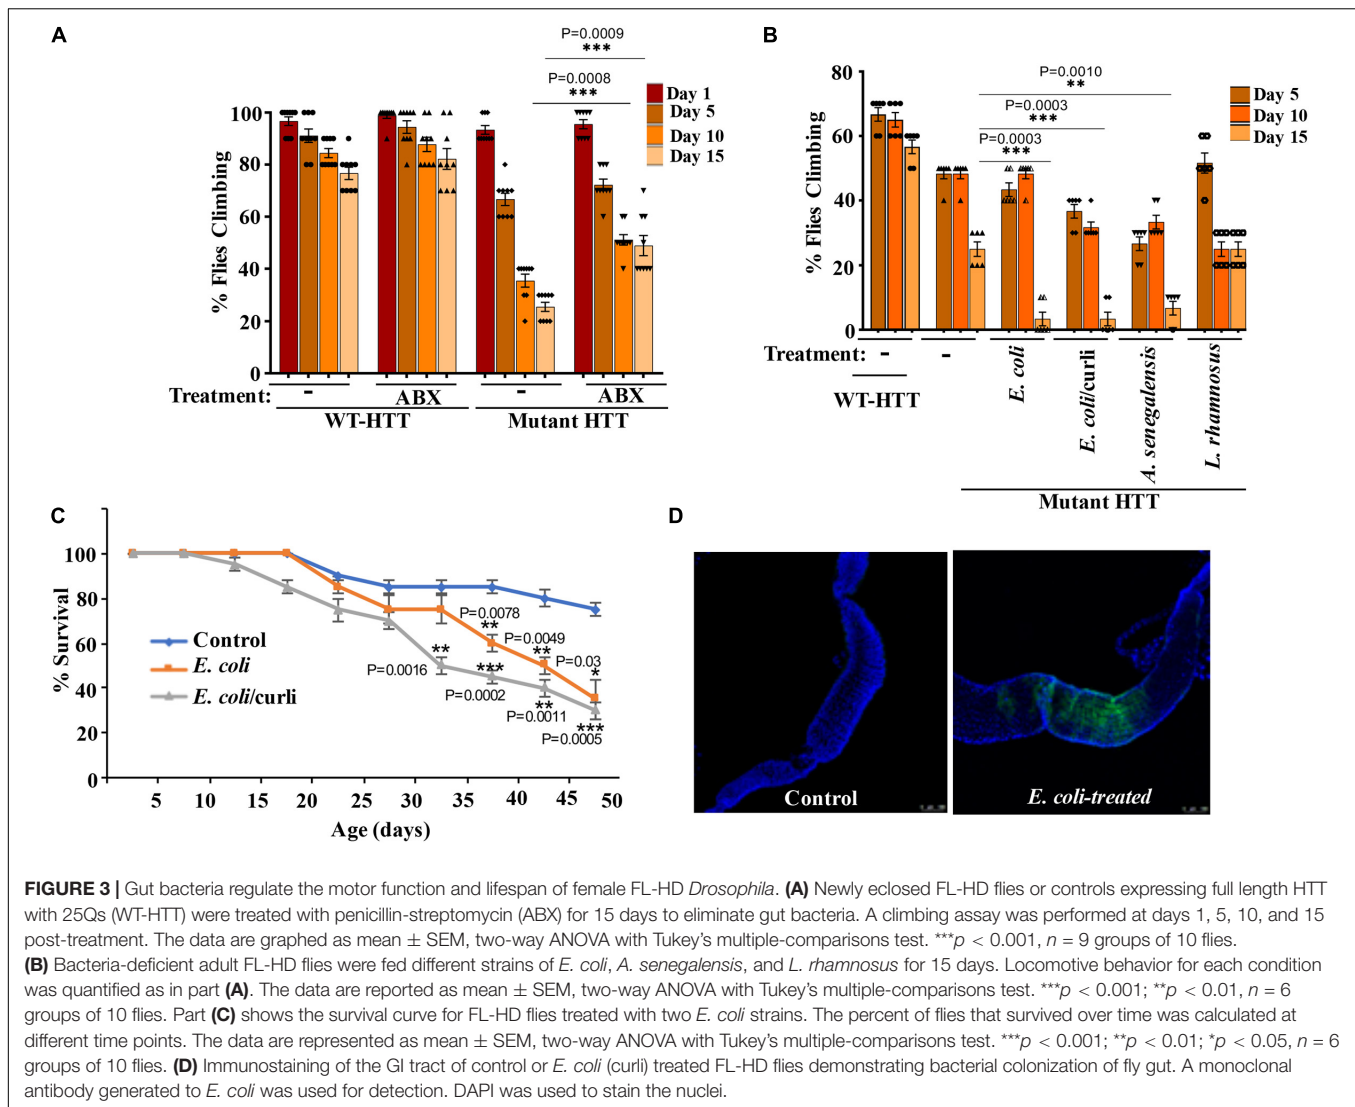 A
P=0.0009
***
P=0.0008
***
Day 1
Day 5
Day 10
Day 15
% Flies Climbing
100
80
60
40
20
0
Treatment:
-
ABX
-
ABX
WT-HTT
Mutant HTT
B
P=0.0010
**
P=0.0003
***
P=0.0003
***
Day 5
Day 10
Day 15
% Flies Climbing
80
60
40
20
0
Treatment:
-
-
E. coli
E. coli/curli
A. senegalensis
L. rhamnosus
WT-HTT
Mutant HTT
C
% Survival
100
80
60
40
20
0
Control
E. coli
E. coli/curli
P=0.0078
**
P=0.0049
**
P=0.03
*
P=0.0016
**
***
P=0.0002
**
P=0.0011
***
P=0.0005
5 10 15 20 25 30 35 40 45 50
Age (days)
D
Control
E. coli-treated
FIGURE 3 | Gut bacteria regulate the motor function and lifespan of female FL-HD Drosophila. (A) Newly eclosed FL-HD flies or controls expressing full length HTT
with 25Qs (WT-HTT) were treated with penicillin-streptomycin (ABX) for 15 days to eliminate gut bacteria. A climbing assay was performed at days 1, 5, 10, and 15
post-treatment. The data are graphed as mean ± SEM, two-way ANOVA with Tukey's multiple-comparisons test. ***p < 0.001, n = 9 groups of 10 flies.
(B) Bacteria-deficient adult FL-HD flies were fed different strains of E. coli, A. senegalensis, and L. rhamnosus for 15 days. Locomotive behavior for each condition
was quantified as in part (A). The data are reported as mean ± SEM, two-way ANOVA with Tukey's multiple-comparisons test. ***p < 0.001; **p < 0.01, n = 6
groups of 10 flies. Part (C) shows the survival curve for FL-HD flies treated with two E. coli strains. The percent of flies that survived over time was calculated at
different time points. The data are represented as mean ± SEM, two-way ANOVA with Tukey's multiple-comparisons test. ***p < 0.001; **p < 0.01; *p < 0.05, n = 6
groups of 10 flies. (D) Immunostaining of the GI tract of control or E. coli (curli) treated FL-HD flies demonstrating bacterial colonization of fly gut. A monoclonal
antibody generated to E. coli was used for detection. DAPI was used to stain the nuclei.